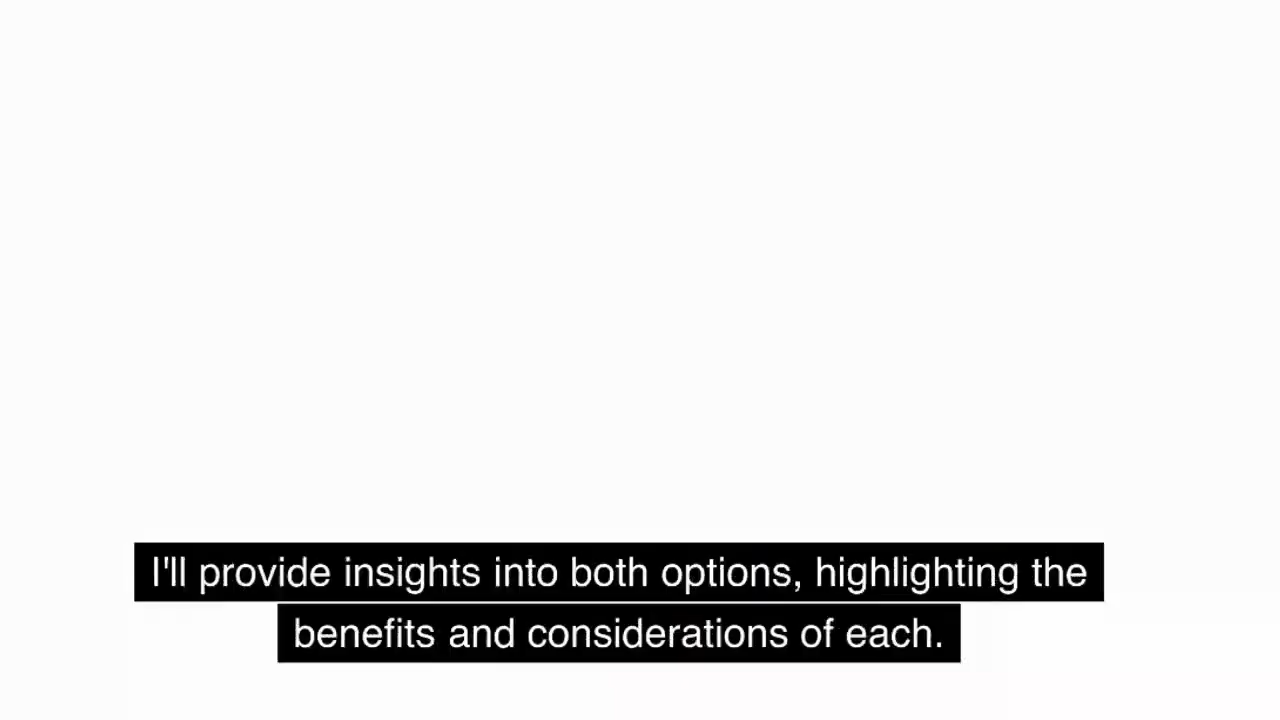 I'll provide insights into both options, highlighting the
benefits and considerations of each.